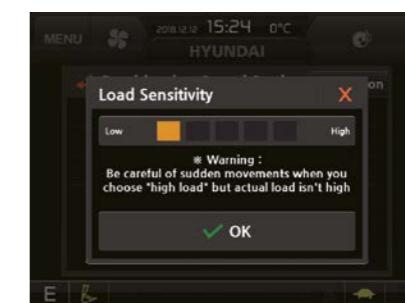 MENU 2018.12.12 15:24 0°C
HYUNDAI
on
Load Sensitivity X
Low High
※ Warning :
Be careful of sudden movements when you
choose "high load" but actual load isn't high
OK
E